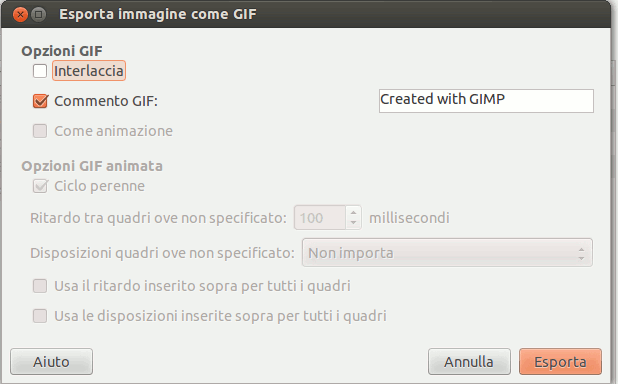 Esporta immagine come GIF
Opzioni GIF
Interlaccia
Commento GIF: Created with GIMP
Come animazione
Opzioni GIF animata
Ciclo perenne
Ritardo tra quadri ove non specificato: 100 millisecondi
Disposizioni quadri ove non specificato: Non importa
Usa il ritardo inserito sopra per tutti i quadri
Usa le disposizioni inserite sopra per tutti i quadri
Aiuto Annulla Esporta